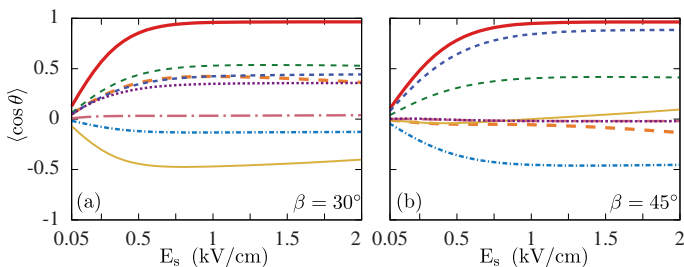 1
0.5
0
-0.5
-1
⟨cos θ⟩
(a)
β = 30°
(b)
β = 45°
0.05 0.5 1 1.5 2
0.05 0.5 1 1.5 2
E_s (kV/cm)
E_s (kV/cm)